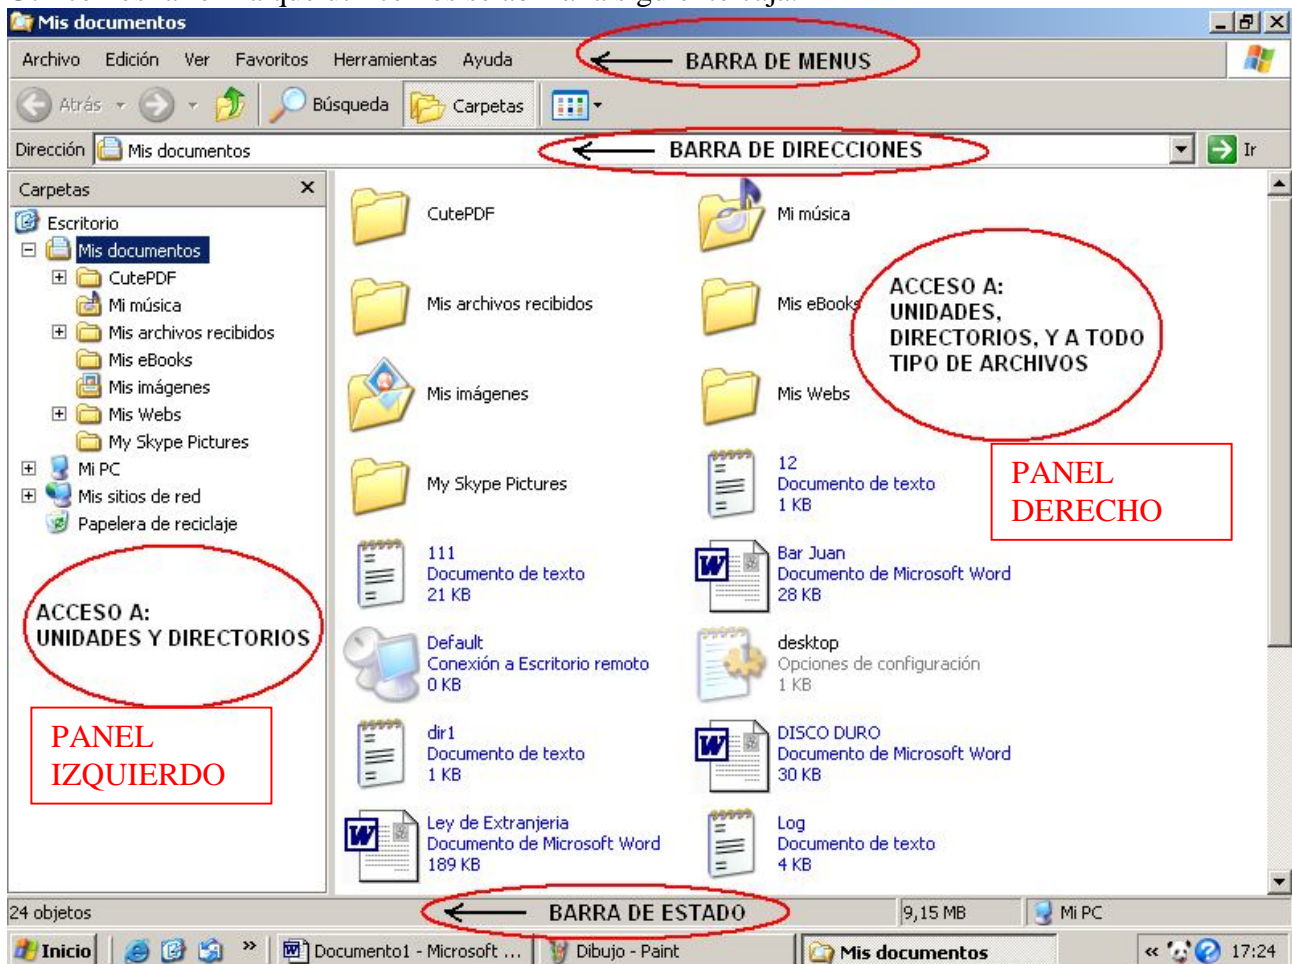 Mis documentos
Archivo Edición Ver Favoritos Herramientas Ayuda
BARRA DE MENUS
Atrás Búsqueda Carpetas
Dirección Mis documentos
BARRA DE DIRECCIONES
Ir
Carpetas
Escritorio
Mis documentos
CutePDF
Mi música
Mis archivos recibidos
Mis eBooks
Mis imágenes
Mis Webs
My Skype Pictures
Mi PC
Mis sitios de red
Papelera de reciclaje
ACCESO A:
UNIDADES Y DIRECTORIOS
PANEL
IZQUIERDO
CutePDF
Mi música
Mis archivos recibidos
Mis eBooks
ACCESO A:
UNIDADES,
DIRECTORIOS, Y A TODO
TIPO DE ARCHIVOS
Mis imágenes
Mis Webs
PANEL
DERECHO
My Skype Pictures
12
Documento de texto
1 KB
111
Documento de texto
21 KB
Bar Juan
Documento de Microsoft Word
28 KB
Default
Conexión a Escritorio remoto
0 KB
desktop
Opciones de configuración
1 KB
dir1
Documento de texto
1 KB
DISCO DURO
Documento de Microsoft Word
30 KB
Ley de Extranjeria
Documento de Microsoft Word
189 KB
Log
Documento de texto
4 KB
24 objetos
BARRA DE ESTADO
9,15 MB
Mi PC
Inicio
Documento1 - Microsoft ...
Dibujo - Paint
Mis documentos
17:24